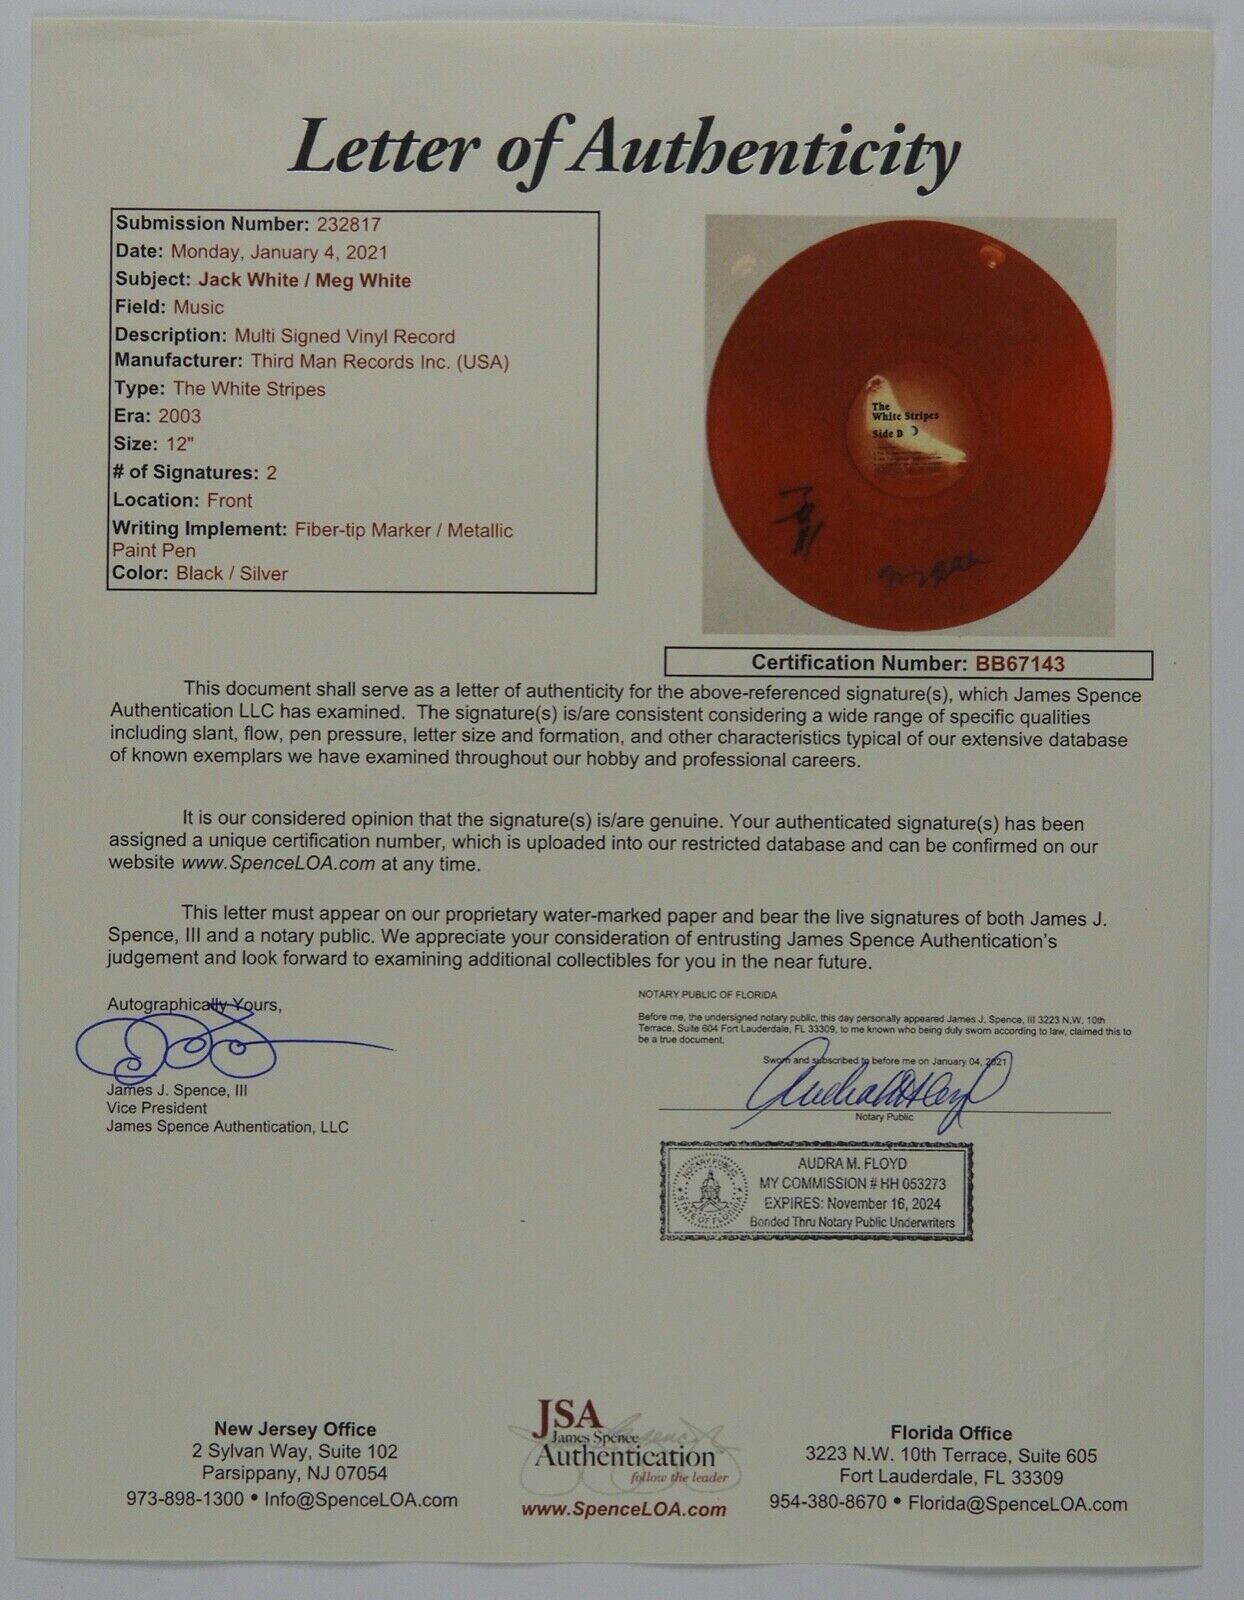 Letter of Authenticity
Submission Number: 232817
Date: Monday, January 4, 2021
Subject: Jack White / Meg White
Field: Music
Description: Multi Signed Vinyl Record
Manufacturer: Third Man Records Inc. (USA)
Type: The White Stripes
Era: 2003
Size: 12"
# of Signatures: 2
Location: Front
Writing Implement: Fiber-tip Marker / Metallic
Paint Pen
Color: Black / Silver
The
White Stripes
Side D
Certification Number: BB67143
This document shall serve as a letter of authenticity for the above-referenced signature(s), which James Spence
Authentication LLC has examined. The signature(s) is/are consistent considering a wide range of specific qualities
including slant, flow, pen pressure, letter size and formation, and other characteristics typical of our extensive database
of known exemplars we have examined throughout our hobby and professional careers.
It is our considered opinion that the signature(s) is/are genuine. Your authenticated signature(s) has been
assigned a unique certification number, which is uploaded into our restricted database and can be confirmed on our
website www.SpenceLOA.com at any time.
This letter must appear on our proprietary water-marked paper and bear the live signatures of both James J.
Spence, III and a notary public. We appreciate your consideration of entrusting James Spence Authentication's
judgement and look forward to examining additional collectibles for you in the near future.
Autographically Yours,
James J. Spence, III
Vice President
James Spence Authentication, LLC
NOTARY PUBLIC OF FLORIDA
Before me, the undersigned notary public, this day personally appeared James J. Spence, III 3223 N.W. 10th
Terrace, Suite 604 Fort Lauderdale, FL 33309, to me known who being duly sworn according to law, claimed this to
be a true document.
Sworn and subscribed to before me on January 04, 2021
Notary Public
NOTARY PUBLIC
STATE OF FLORIDA
AUDRA M. FLOYD
MY COMMISSION # HH 053273
EXPIRES: November 16, 2024
Bonded Thru Notary Public Underwriters
New Jersey Office
2 Sylvan Way, Suite 102
Parsippany, NJ 07054
973-898-1300 • Info@SpenceLOA.com
JSA
James Spence
Authentication
follow the leader
www.SpenceLOA.com
Florida Office
3223 N.W. 10th Terrace, Suite 605
Fort Lauderdale, FL 33309
954-380-8670 • Florida@SpenceLOA.com